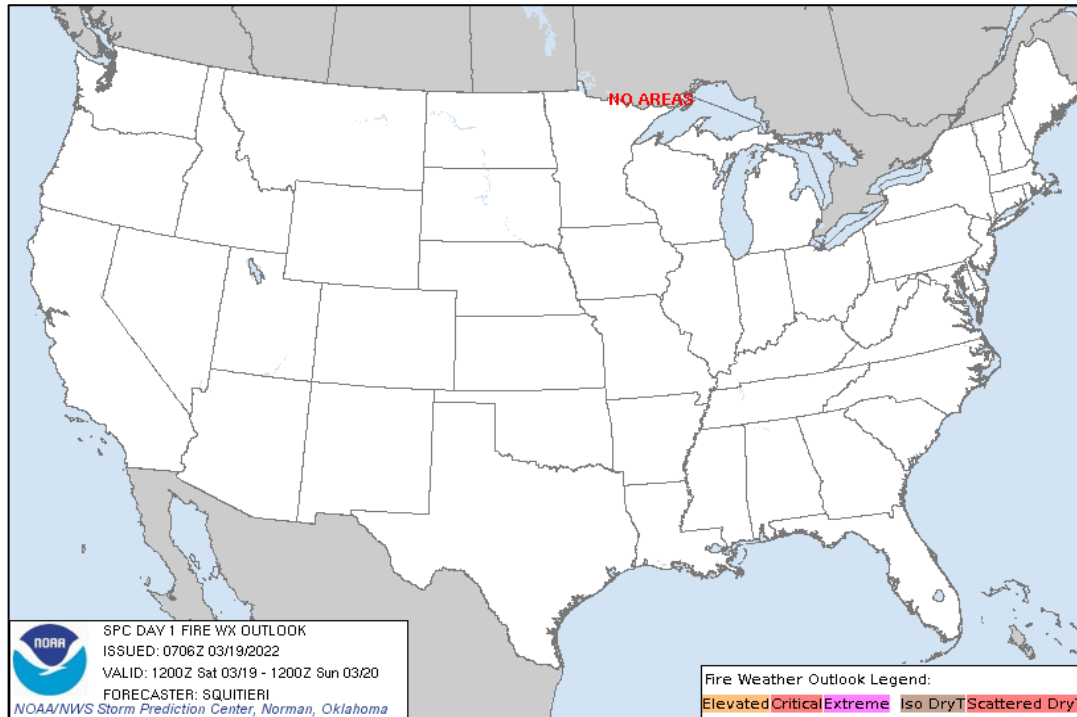 NO AREAS
NOAA
SPC DAY 1 FIRE WX OUTLOOK
ISSUED: 0706Z 03/19/2022
VALID: 1200Z Sat 03/19 - 1200Z Sun 03/20
FORECASTER: SQUITIERI
NOAA/NWS Storm Prediction Center, Norman, Oklahoma
Fire Weather Outlook Legend:
Elevated Critical Extreme Iso DryT Scattered DryT